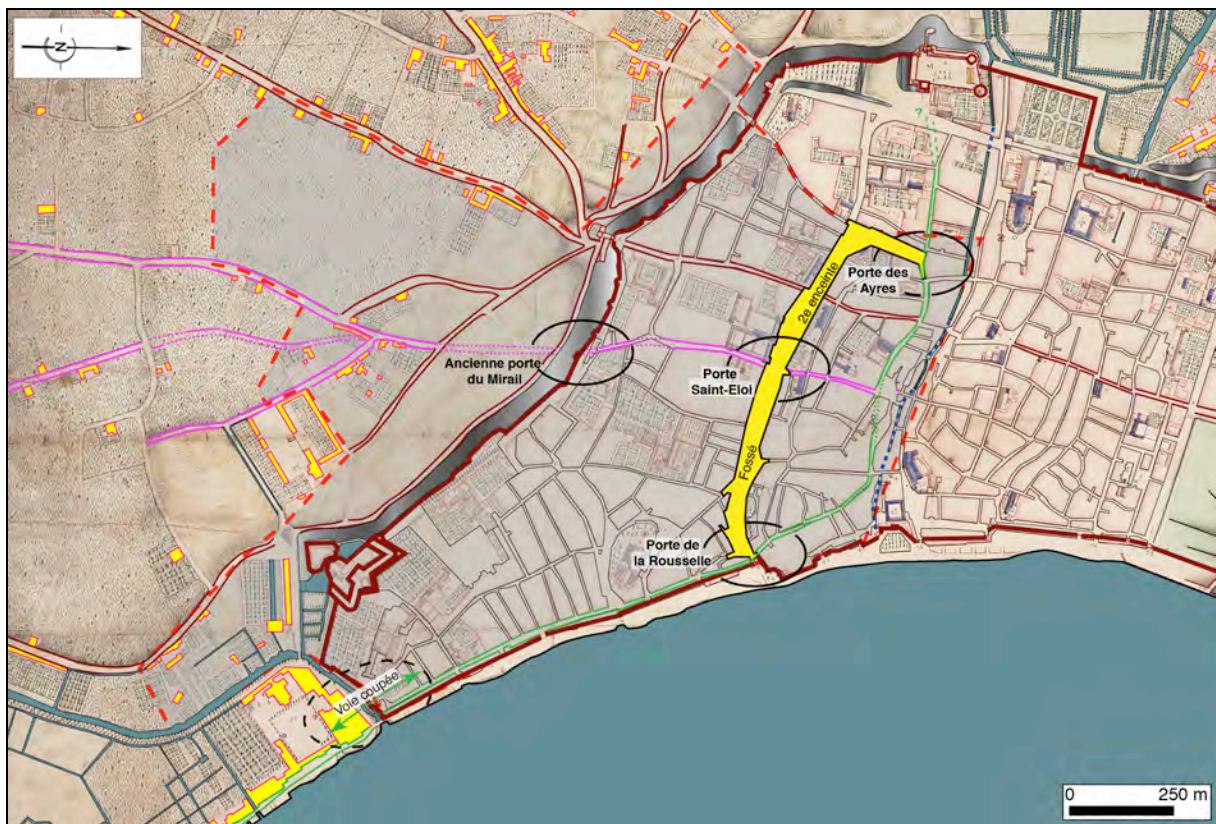 N
?
Porte des
Ayres
2e enceinte
Ancienne porte
du Mirail
Porte
Saint-Eloi
Fossé
Porte de
la Rousselle
Voie coupée
0 250 m